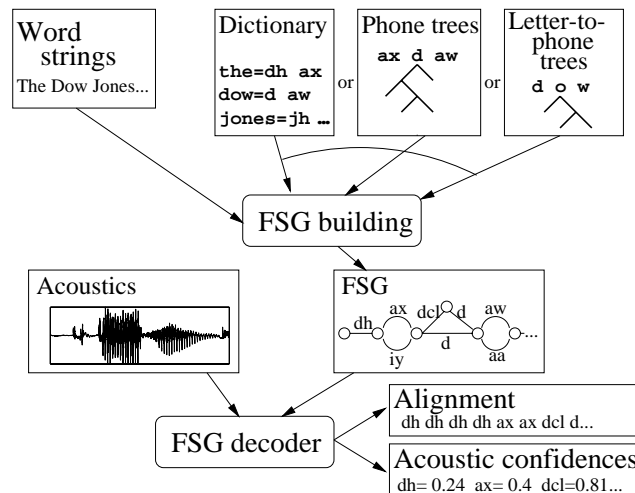 Word
strings
The Dow Jones...
Dictionary
the=dh ax
dow=d aw
jones=jh ...
or
Phone trees
ax d aw
or
Letter-to-
phone
trees
d o w
FSG building
Acoustics
FSG
dh
ax
iy
dcl
d
d
aw
aa
...
FSG decoder
Alignment
dh dh dh dh ax ax dcl d...
Acoustic confidences
dh= 0.24 ax= 0.4 dcl=0.81...